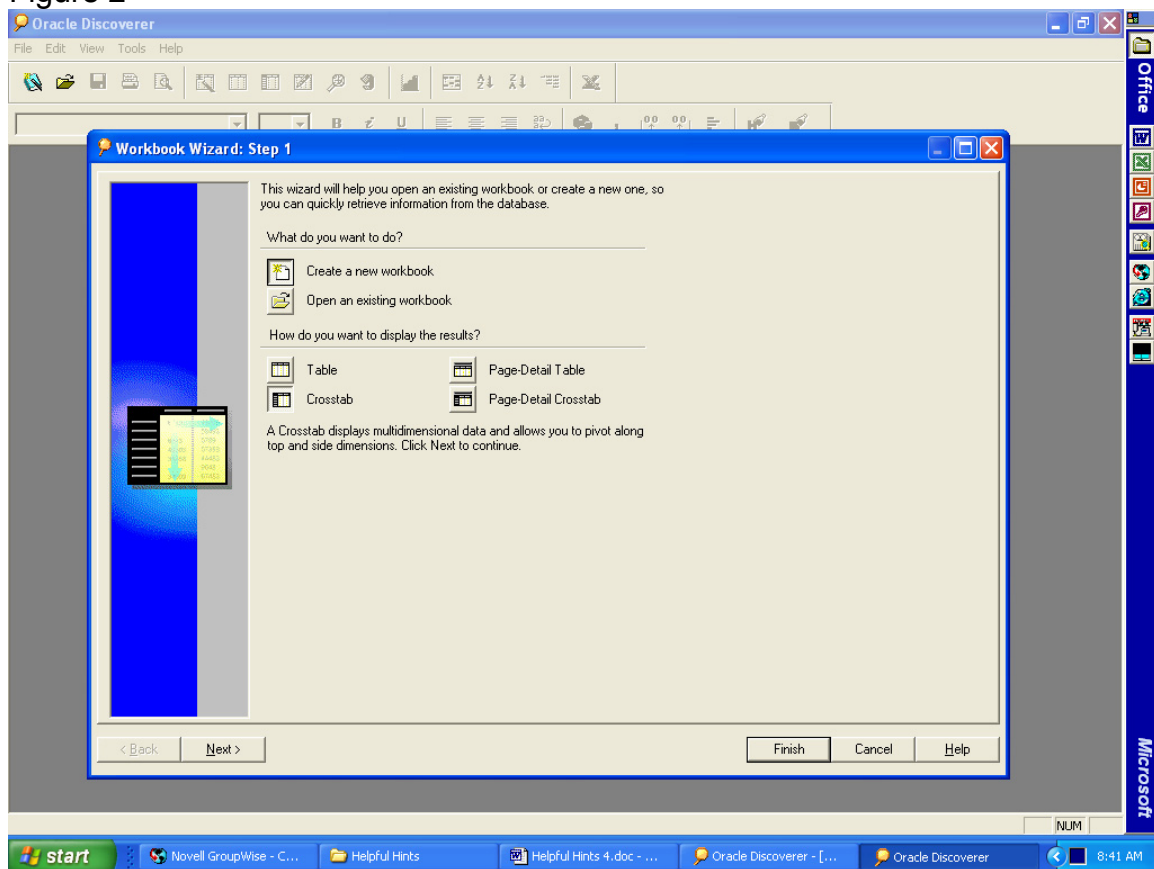 Figure 2
Oracle Discoverer
File Edit View Tools Help
Office
B i U
Workbook Wizard: Step 1
This wizard will help you open an existing workbook or create a new one, so
you can quickly retrieve information from the database.
What do you want to do?
Create a new workbook
Open an existing workbook
How do you want to display the results?
Table
Page-Detail Table
Crosstab
Page-Detail Crosstab
A Crosstab displays multidimensional data and allows you to pivot along
top and side dimensions. Click Next to continue.
< Back
Next >
Finish
Cancel
Help
Microsoft
NUM
start
Novell GroupWise - C...
Helpful Hints
Helpful Hints 4.doc - ...
Oracle Discoverer - [...
Oracle Discoverer
8:41 AM